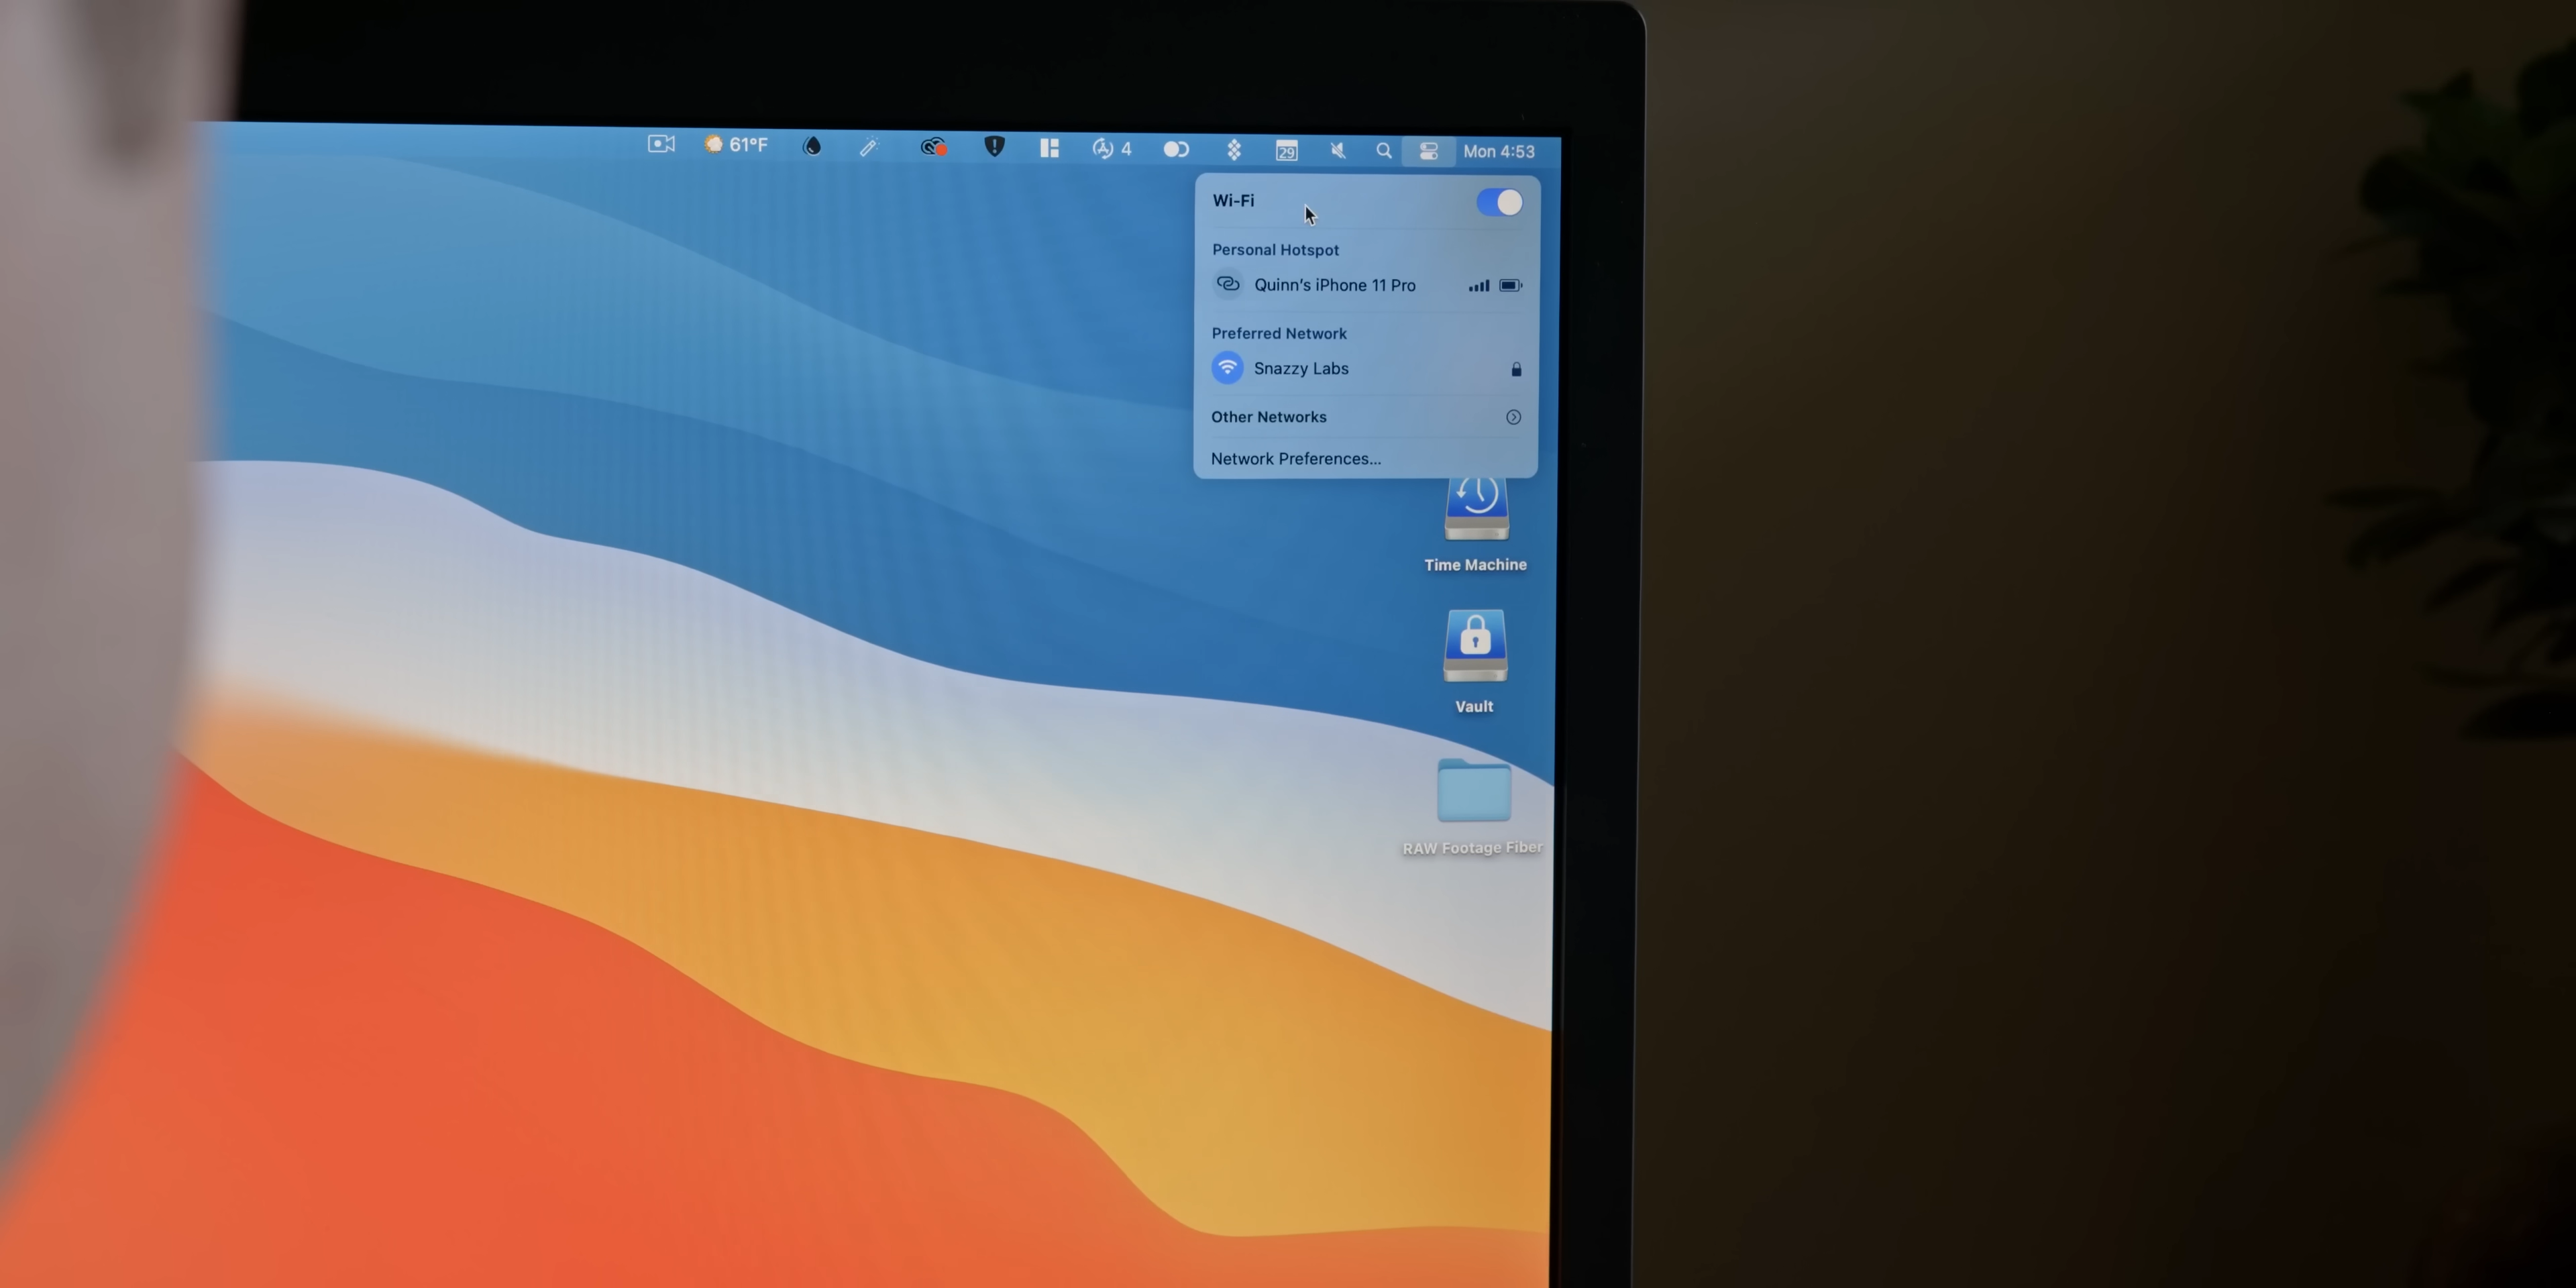 61°F
4
29
Mon 4:53
Wi-Fi
Personal Hotspot
Quinn's iPhone 11 Pro
Preferred Network
Snazzy Labs
Other Networks
Network Preferences...
Time Machine
Vault
RAW Footage Fiber